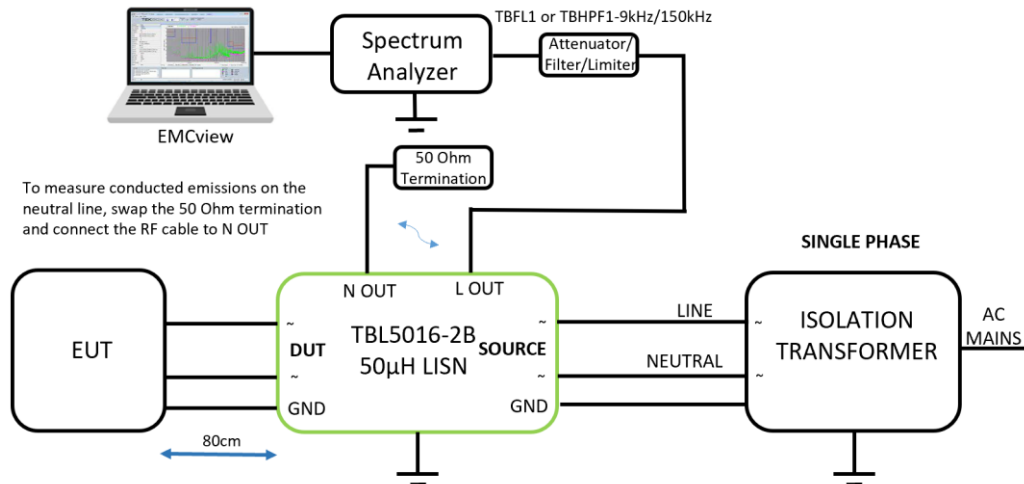 TBFL1 or TBHPF1-9kHz/150kHz
Spectrum
Analyzer
Attenuator/
Filter/Limiter
EMCview
50 Ohm
Termination
To measure conducted emissions on the
neutral line, swap the 50 Ohm termination
and connect the RF cable to N OUT
SINGLE PHASE
N OUT
L OUT
EUT
~
DUT
~
GND
TBL5016-2B
50µH LISN
~
SOURCE
~
GND
LINE
NEUTRAL
~
ISOLATION
TRANSFORMER
~
AC
MAINS
80cm